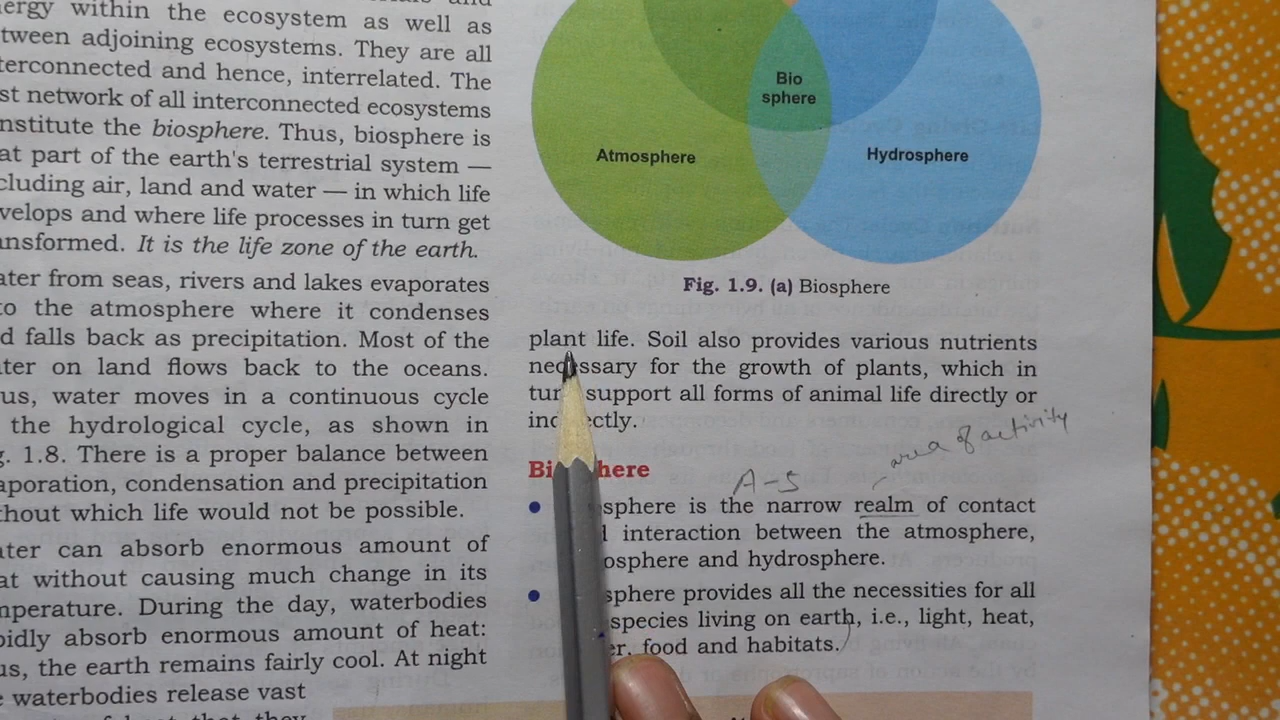 ergy within the ecosystem as well as
tween adjoining ecosystems. They are all
terconnected and hence, interrelated. The
st network of all interconnected ecosystems
nstitute the biosphere. Thus, biosphere is
at part of the earth's terrestrial system —
cluding air, land and water — in which life
velops and where life processes in turn get
ansformed. It is the life zone of the earth.
ater from seas, rivers and lakes evaporates
to the atmosphere where it condenses
d falls back as precipitation. Most of the
ater on land flows back to the oceans.
us, water moves in a continuous cycle
the hydrological cycle, as shown in
g. 1.8. There is a proper balance between
aporation, condensation and precipitation
thout which life would not be possible.
ater can absorb enormous amount of
at without causing much change in its
mperature. During the day, waterbodies
pidly absorb enormous amount of heat:
us, the earth remains fairly cool. At night
e waterbodies release vast
Bio
sphere
Atmosphere
Hydrosphere
Fig. 1.9. (a) Biosphere
plant life. Soil also provides various nutrients
necessary for the growth of plants, which in
turn support all forms of animal life directly or
indirectly.
area of activity
Biosphere
A-S
sphere is the narrow realm of contact
interaction between the atmosphere,
osphere and hydrosphere.
sphere provides all the necessities for all
species living on earth, i.e., light, heat,
er, food and habitats.